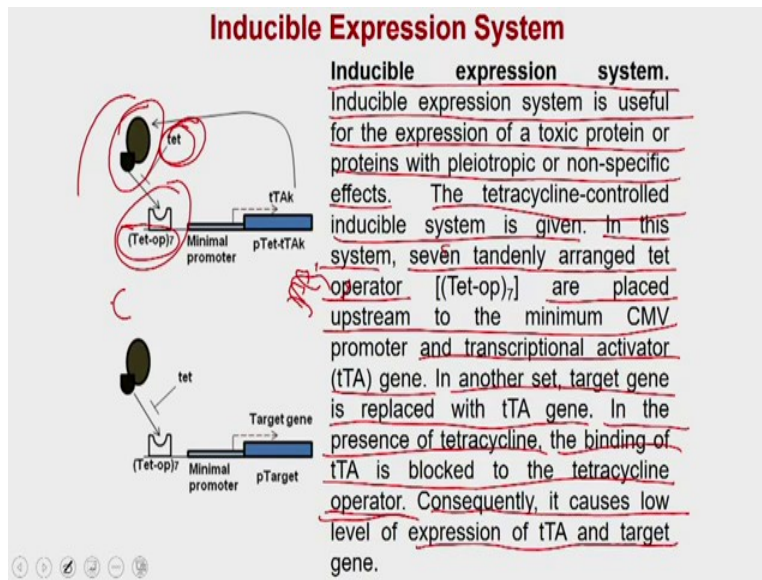 Inducible Expression System
Inducible expression system.
Inducible expression system is useful
for the expression of a toxic protein or
proteins with pleiotropic or non-specific
effects. The tetracycline-controlled
inducible system is given. In this
system, seven tandenly arranged tet
operator [(Tet-op)₇] are placed
upstream to the minimum CMV
promoter and transcriptional activator
(tTA) gene. In another set, target gene
is replaced with tTA gene. In the
presence of tetracycline, the binding of
tTA is blocked to the tetracycline
operator. Consequently, it causes low
level of expression of tTA and target
gene.
tet
tTAk
(Tet-op)₇ Minimal promoter pTet-tTAk
tet
Target gene
(Tet-op)₇ Minimal promoter pTarget